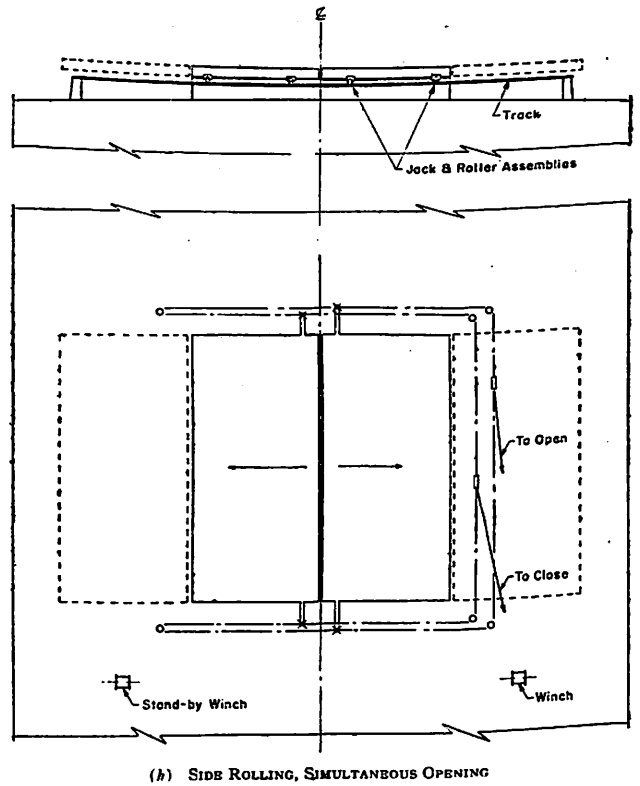 ℄
Track
Jack & Roller Assemblies
To Open
To Close
Stand-by Winch
Winch
(h) SIDE ROLLING, SIMULTANEOUS OPENING